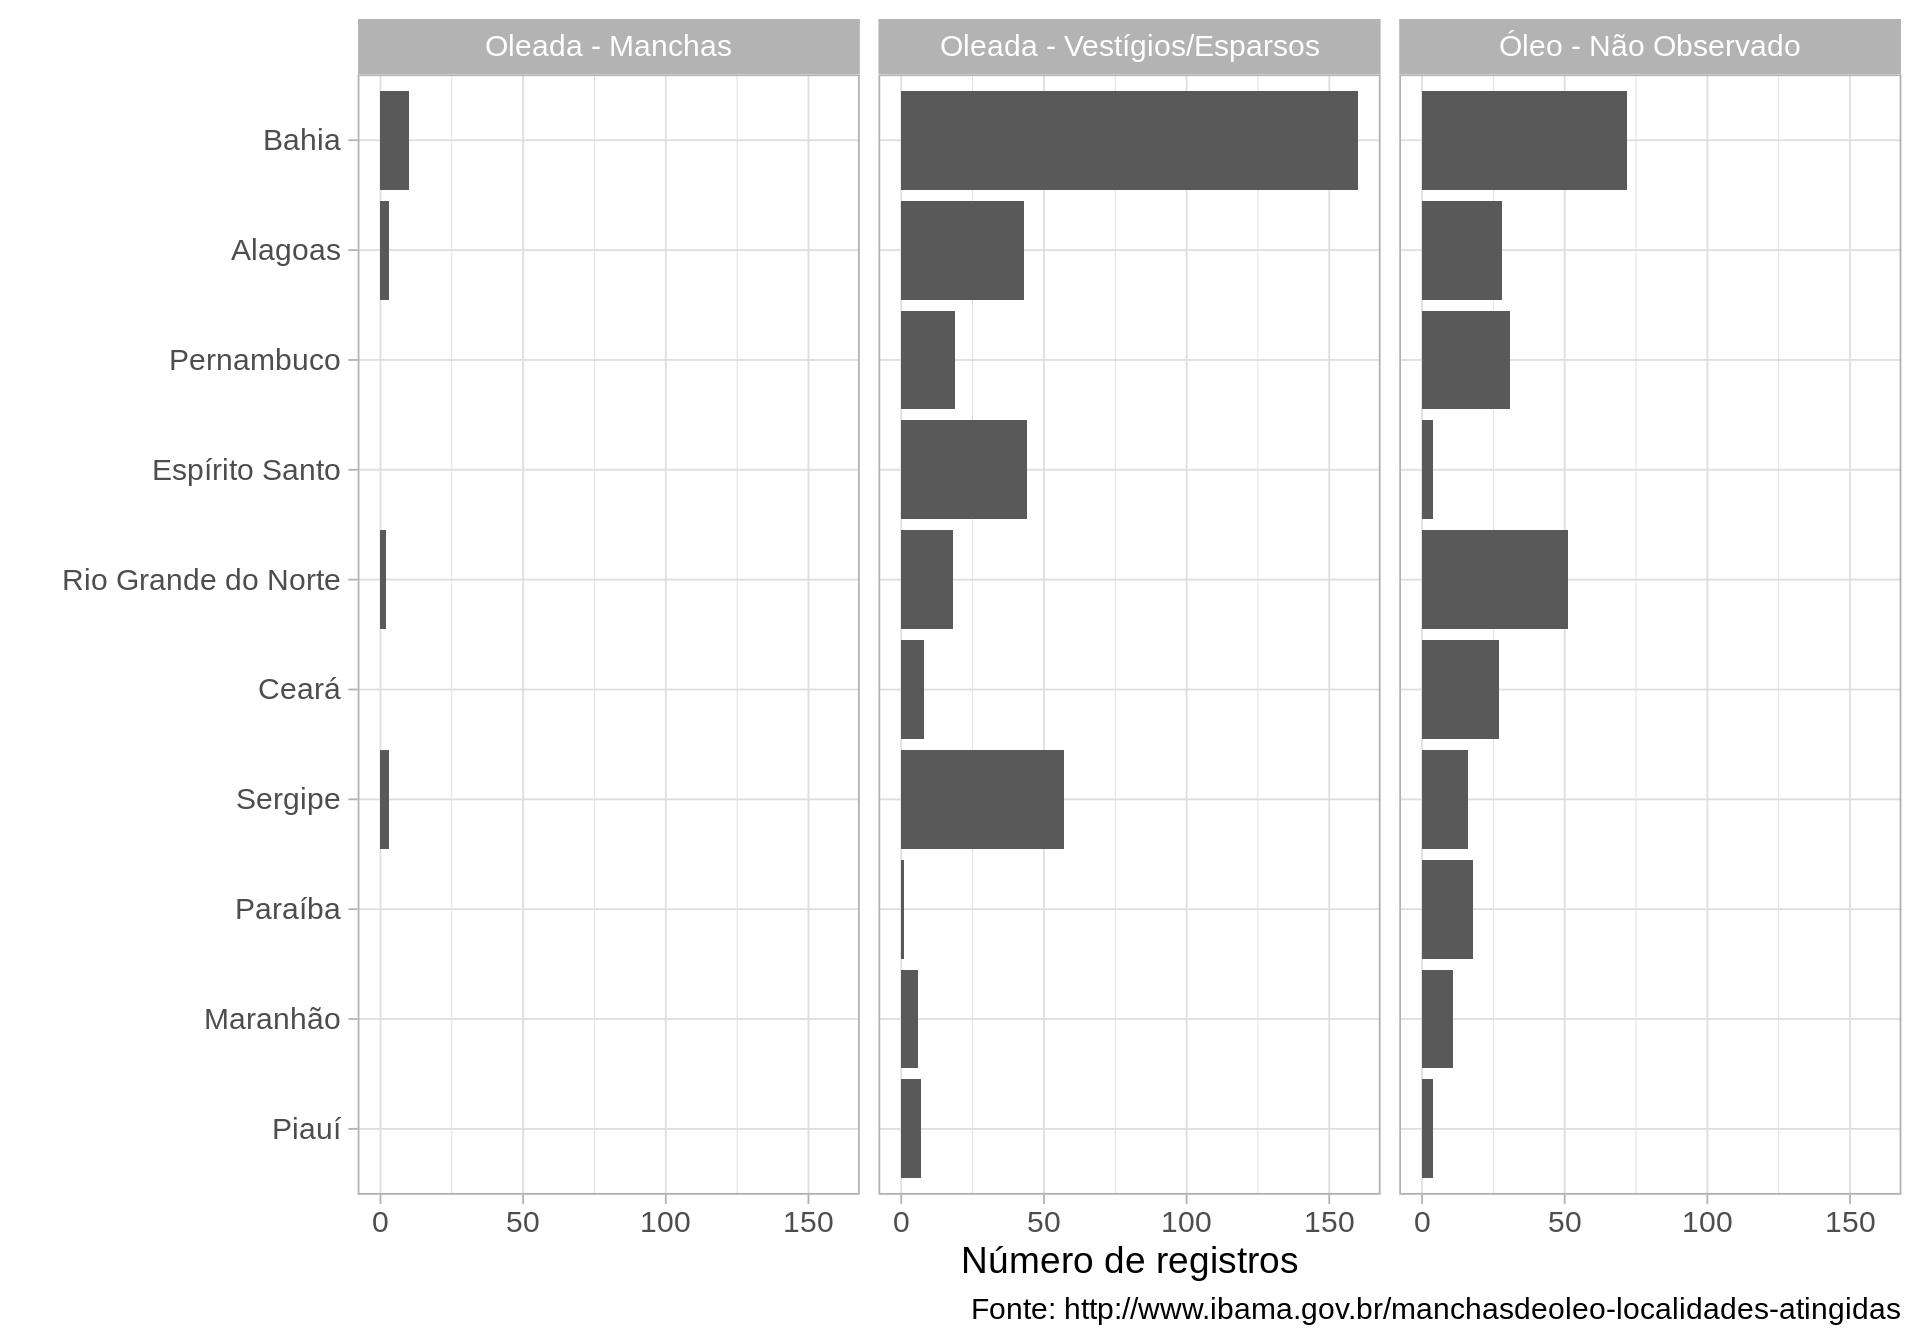 Oleada - Manchas
Oleada - Vestígios/Esparsos
Óleo - Não Observado
Bahia
Alagoas
Pernambuco
Espírito Santo
Rio Grande do Norte
Ceará
Sergipe
Paraíba
Maranhão
Piauí
0 50 100 150
0 50 100 150
0 50 100 150
Número de registros
Fonte: http://www.ibama.gov.br/manchasdeoleo-localidades-atingidas